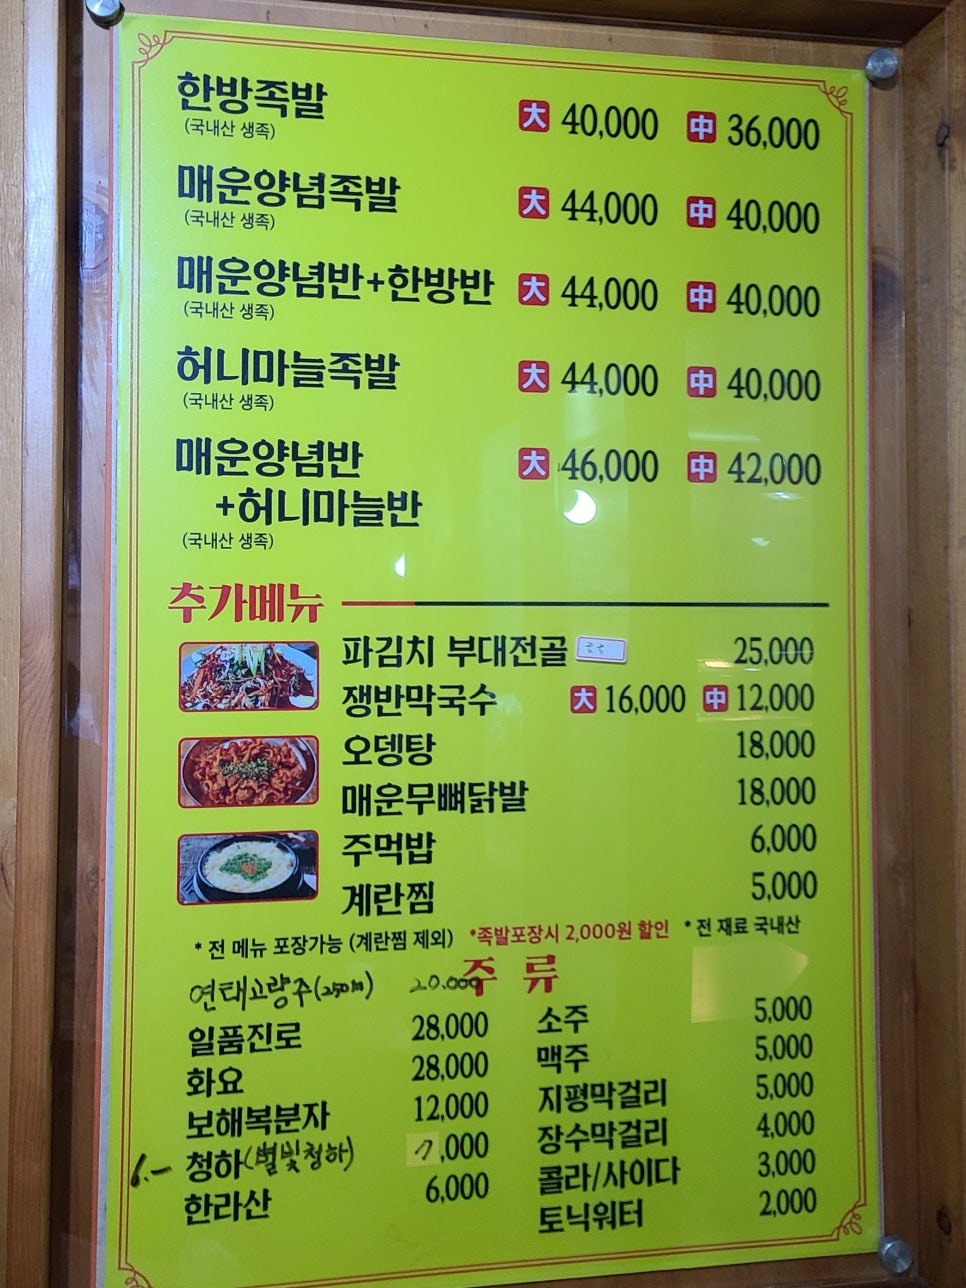 한방족발 大 40,000 中 36,000
(국내산 생족)
매운양념족발 大 44,000 中 40,000
(국내산 생족)
매운양념반+한방반 大 44,000 中 40,000
(국내산 생족)
허니마늘족발 大 44,000 中 40,000
(국내산 생족)
매운양념반 大 46,000 中 42,000
+허니마늘반
(국내산 생족)
추가메뉴
파김치 부대전골 25,000
쟁반막국수 大 16,000 中 12,000
오뎅탕 18,000
매운무뼈닭발 18,000
주먹밥 6,000
계란찜 5,000
* 전 메뉴 포장가능 (계란찜 제외) *족발포장시 2,000원 할인 * 전 재료 국내산
주 류
연태고량주(250㎖) 20.000
일품진로 28,000
화요 28,000
보해복분자 12,000
6.- 청하(별빛청하) 7,000
한라산 6,000
소주 5,000
맥주 5,000
지평막걸리 5,000
장수막걸리 4,000
콜라/사이다 3,000
토닉워터 2,000